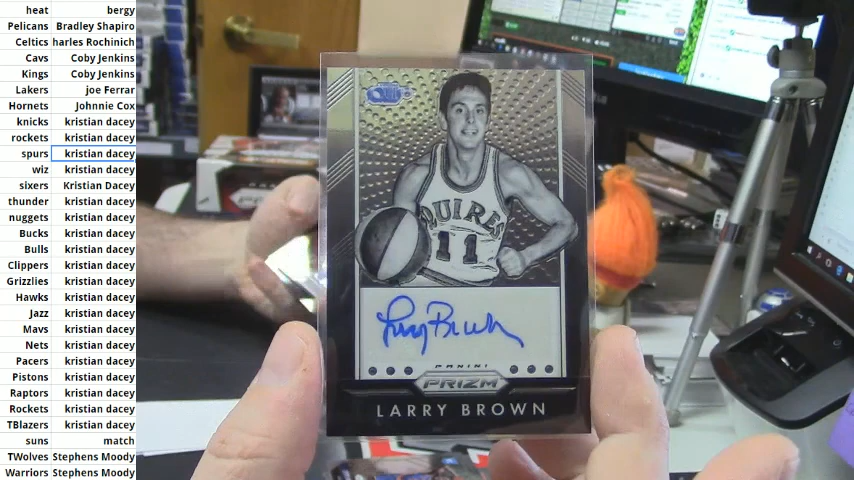 heat bergy
Pelicans Bradley Shapiro
Celtics harles Rochinich
Cavs Coby Jenkins
Kings Coby Jenkins
Lakers joe Ferrar
Hornets Johnnie Cox
knicks kristian dacey
rockets kristian dacey
spurs kristian dacey
wiz kristian dacey
sixers Kristian Dacey
thunder kristian dacey
nuggets kristian dacey
Bucks kristian dacey
Bulls kristian dacey
Clippers kristian dacey
Grizzlies kristian dacey
Hawks kristian dacey
Jazz kristian dacey
Mavs kristian dacey
Nets kristian dacey
Pacers kristian dacey
Pistons kristian dacey
Raptors kristian dacey
Rockets kristian dacey
TBlazers kristian dacey
suns match
TWolves Stephens Moody
Warriors Stephens Moody
QUIRES
11
Larry Brown
PANINI
PRIZM
LARRY BROWN